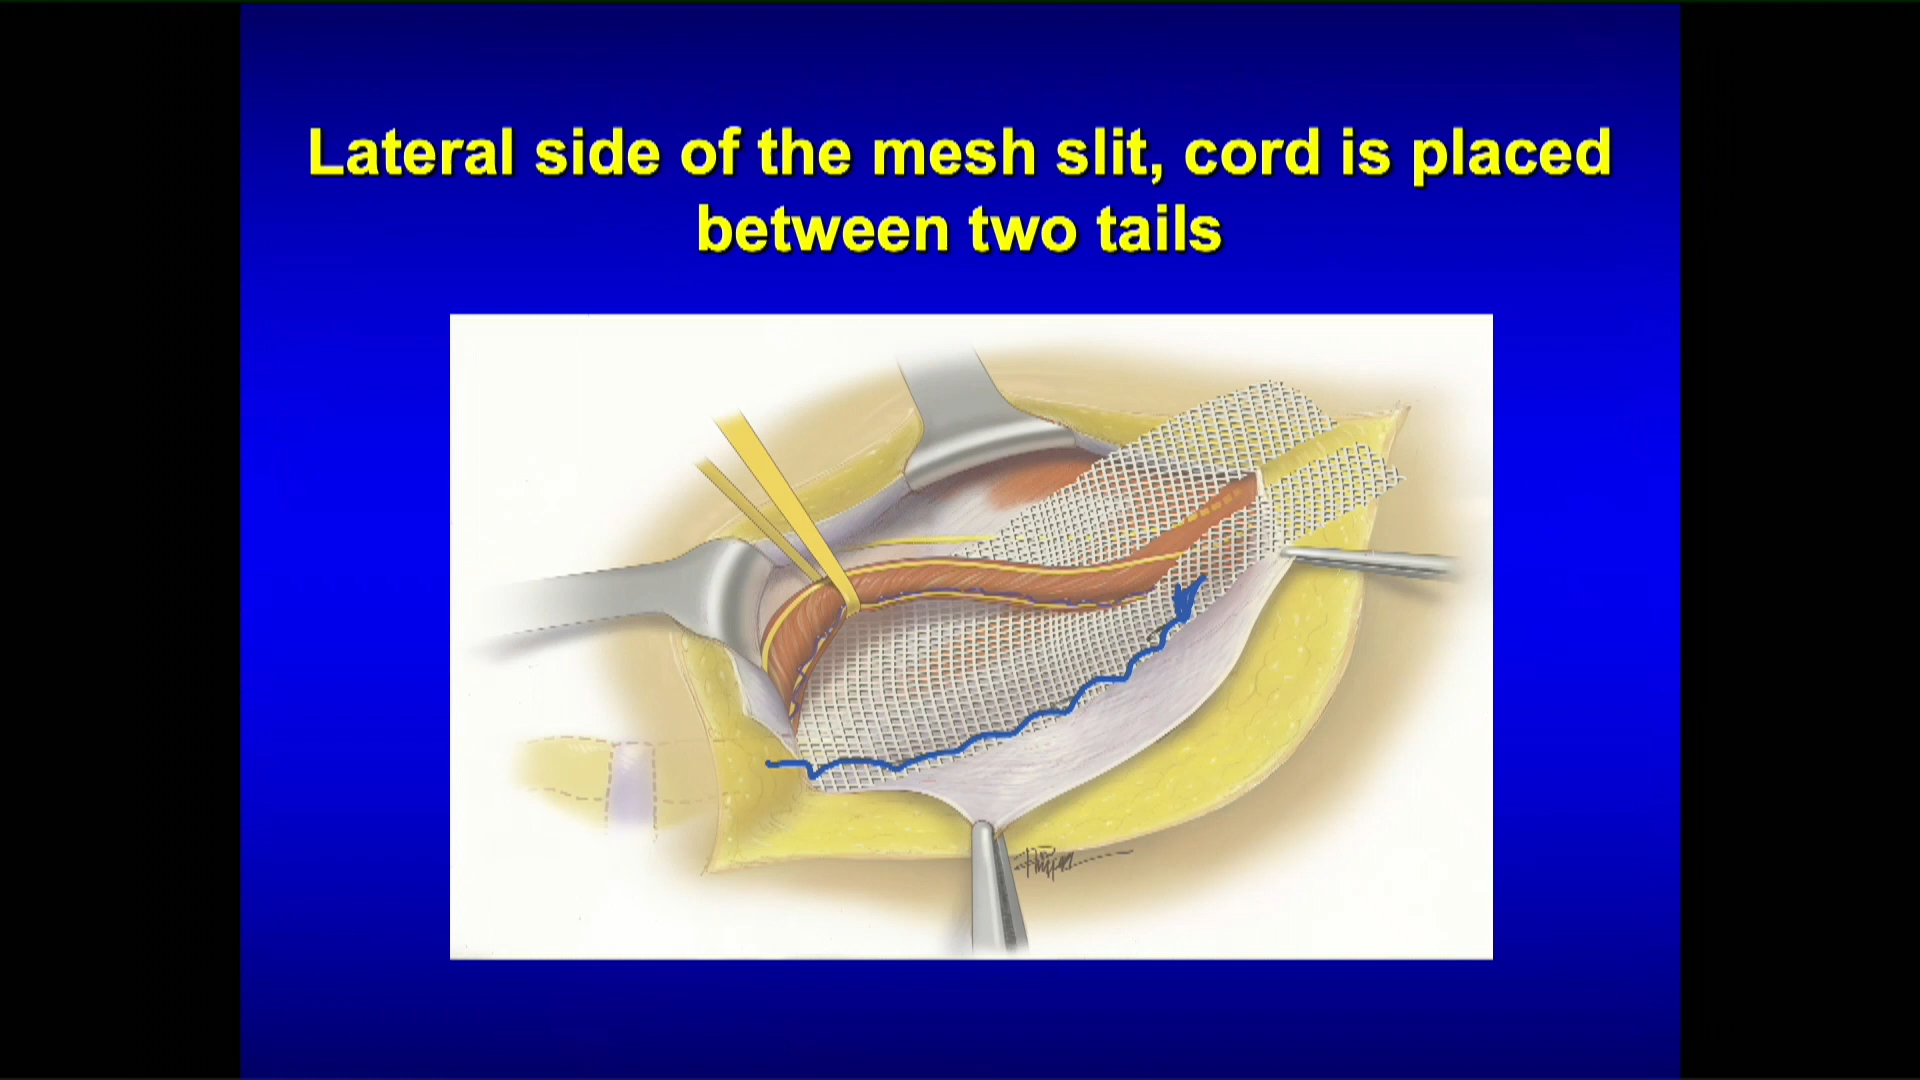 Lateral side of the mesh slit, cord is placed
between two tails